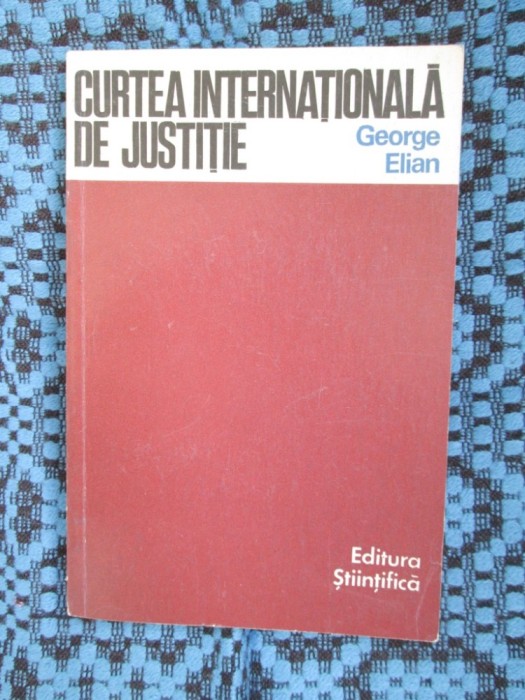 CURTEA INTERNAȚIONALĂ
DE JUSTIȚIE
George
Elian
Editura
Științifică